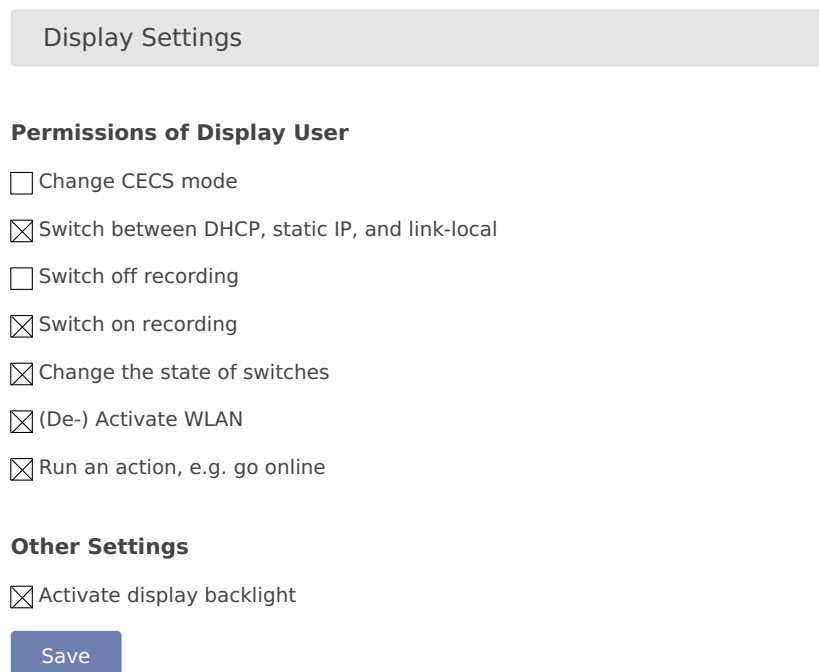 Display Settings
Permissions of Display User
Change CECS mode
Switch between DHCP, static IP, and link-local
Switch off recording
Switch on recording
Change the state of switches
(De-) Activate WLAN
Run an action, e.g. go online
Other Settings
Activate display backlight
Save